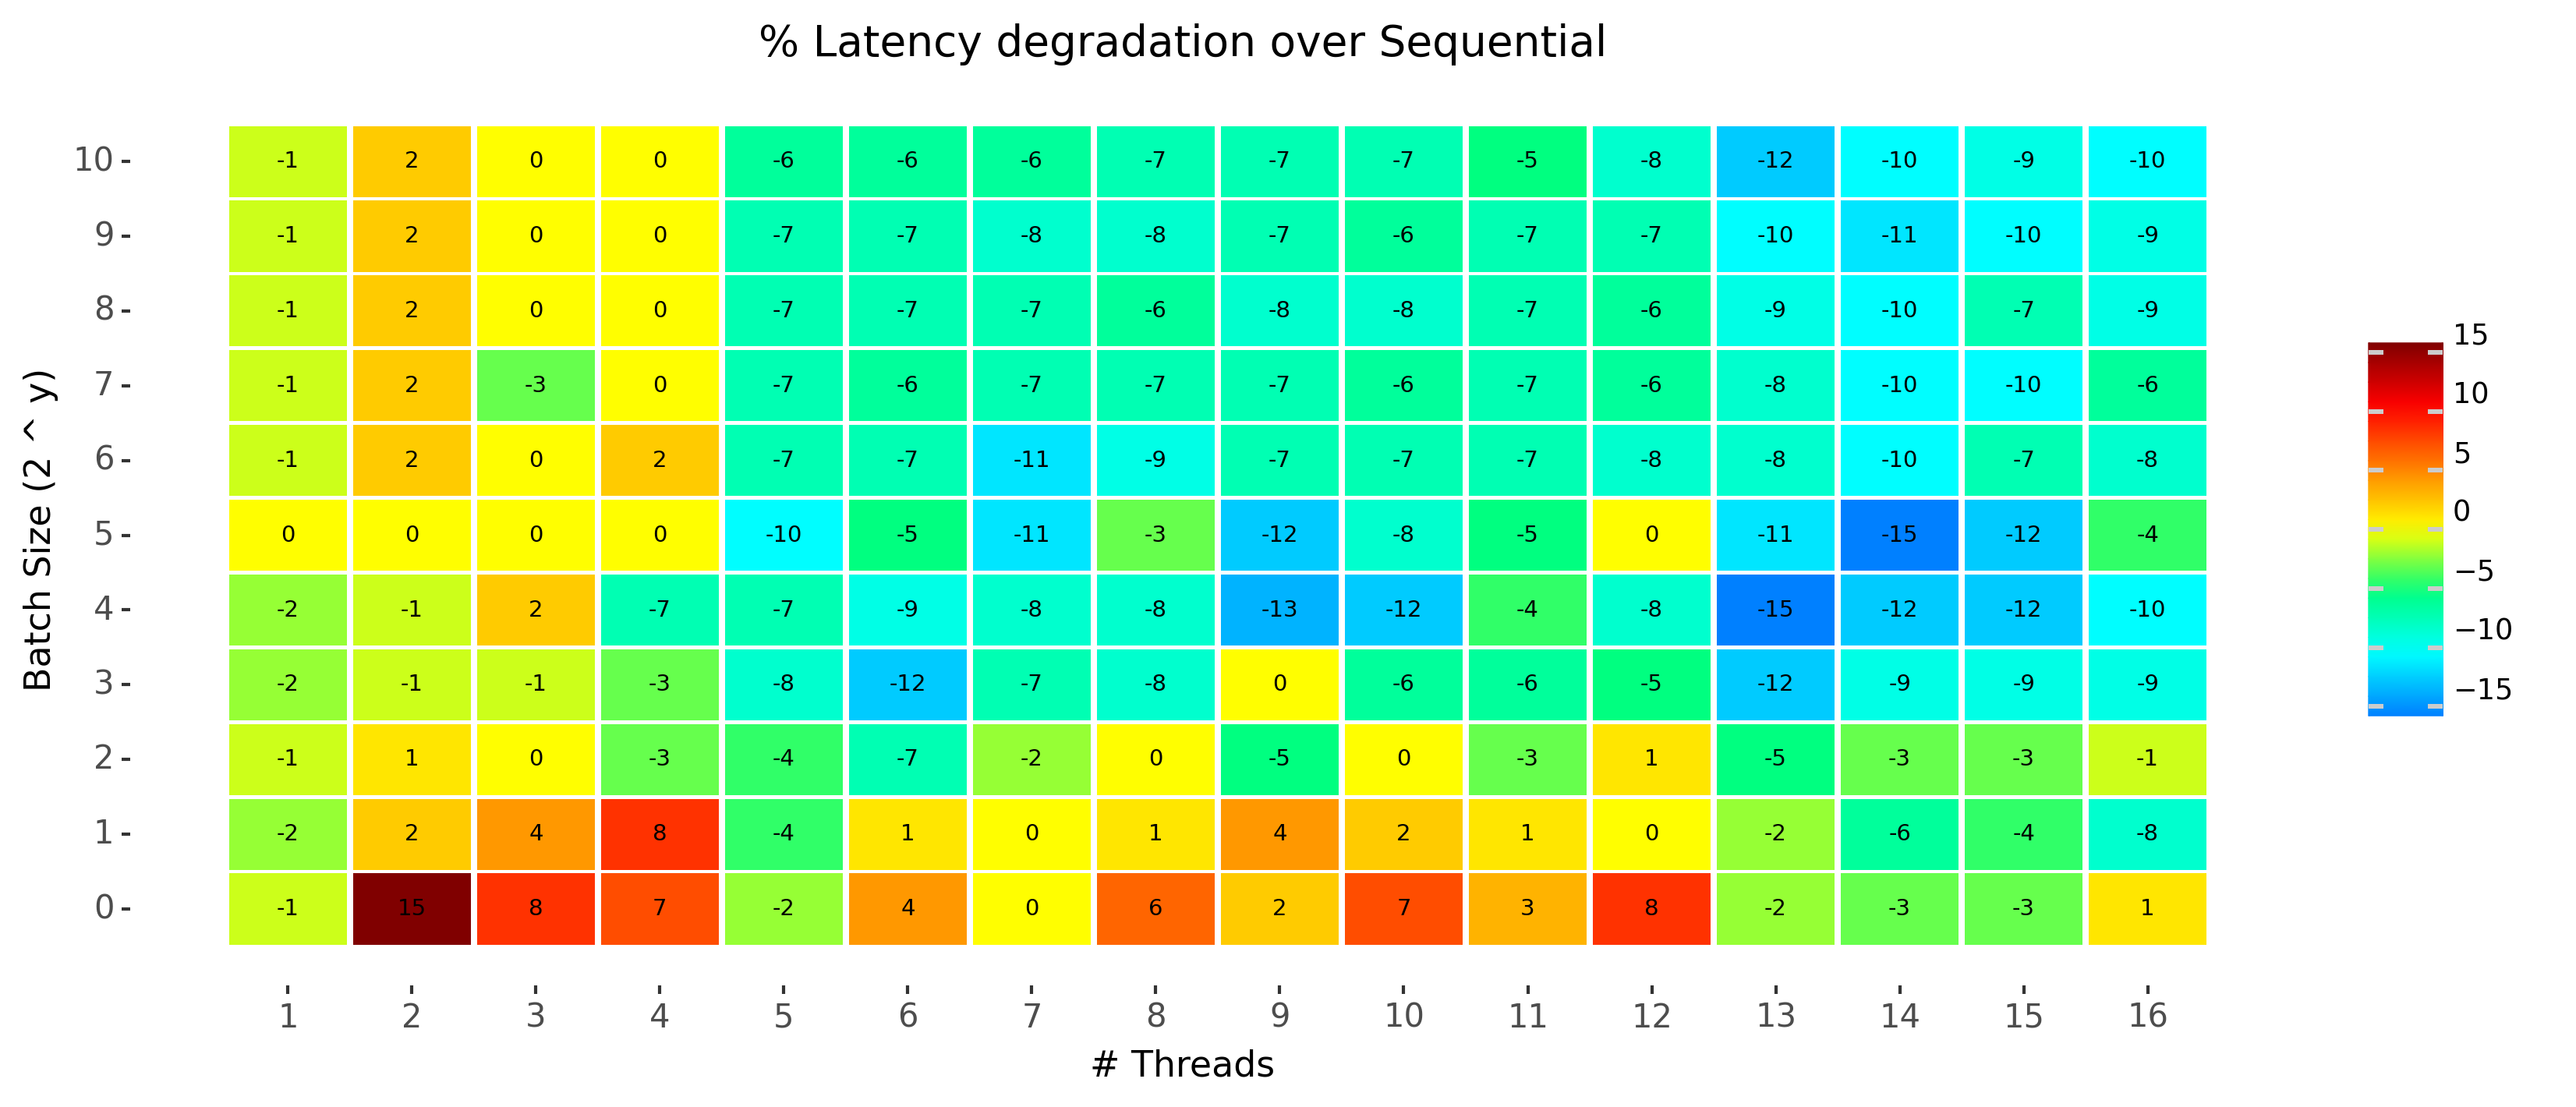 % Latency degradation over Sequential
Batch Size (2 ^ y)
10 -1 2 0 0 -6 -6 -6 -7 -7 -7 -5 -8 -12 -10 -9 -10
9 -1 2 0 0 -7 -7 -8 -8 -7 -6 -7 -7 -10 -11 -10 -9
8 -1 2 0 0 -7 -7 -7 -6 -8 -8 -7 -6 -9 -10 -7 -9
7 -1 2 -3 0 -7 -6 -7 -7 -7 -6 -7 -6 -8 -10 -10 -6
6 -1 2 0 2 -7 -7 -11 -9 -7 -7 -7 -8 -8 -10 -7 -8
5 0 0 0 0 -10 -5 -11 -3 -12 -8 -5 0 -11 -15 -12 -4
4 -2 -1 2 -7 -7 -9 -8 -8 -13 -12 -4 -8 -15 -12 -12 -10
3 -2 -1 -1 -3 -8 -12 -7 -8 0 -6 -6 -5 -12 -9 -9 -9
2 -1 1 0 -3 -4 -7 -2 0 -5 0 -3 1 -5 -3 -3 -1
1 -2 2 4 8 -4 1 0 1 4 2 1 0 -2 -6 -4 -8
0 -1 15 8 7 -2 4 0 6 2 7 3 8 -2 -3 -3 1
1 2 3 4 5 6 7 8 9 10 11 12 13 14 15 16
# Threads
15
10
5
0
−5
−10
−15